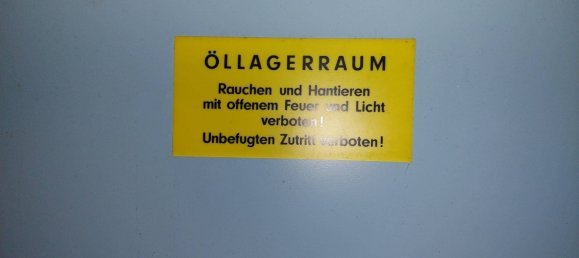 ÖLLAGERRAUM
Rauchen und Hantieren
mit offenem Feuer und Licht
verboten!
Unbefugten Zutritt verboten!